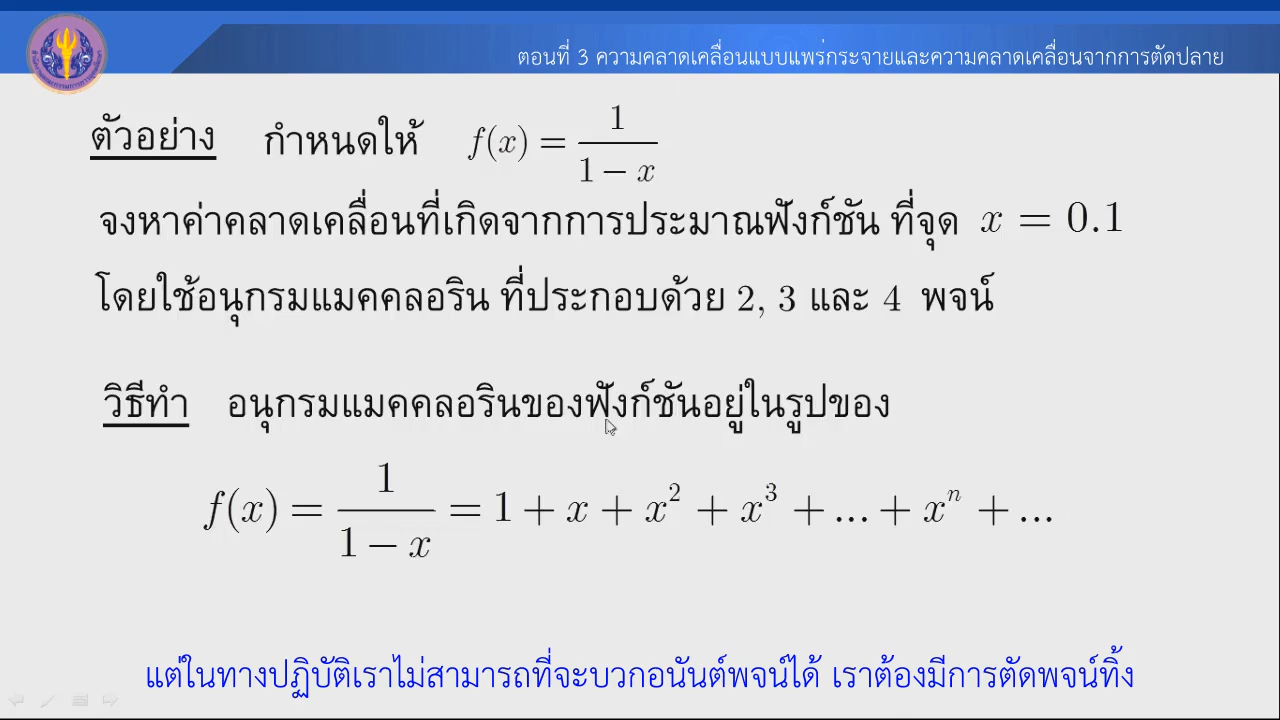 ตอนที่ 3 ความคลาดเคลื่อนแบบแพร่กระจายและความคลาดเคลื่อนจากการตัดปลาย
ตัวอย่าง กำหนดให้ f(x) = 1/(1 − x)
จงหาค่าคลาดเคลื่อนที่เกิดจากการประมาณฟังก์ชัน ที่จุด x = 0.1
โดยใช้อนุกรมแมคคลอริน ที่ประกอบด้วย 2, 3 และ 4 พจน์
วิธีทำ อนุกรมแมคคลอรินของฟังก์ชันอยู่ในรูปของ
f(x) = 1/(1 − x) = 1 + x + x² + x³ + ... + xⁿ + ...
แต่ในทางปฏิบัติเราไม่สามารถที่จะบวกอนันต์พจน์ได้ เราต้องมีการตัดพจน์ทิ้ง